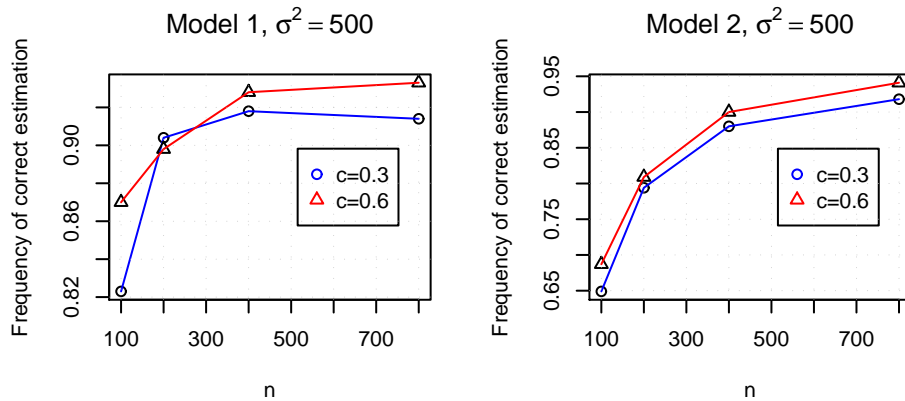 Model 1, σ² = 500
Frequency of correct estimation
0.90
0.86
0.82
c=0.3
c=0.6
100 300 500 700
n
Model 2, σ² = 500
Frequency of correct estimation
0.95
0.85
0.75
0.65
c=0.3
c=0.6
100 300 500 700
n